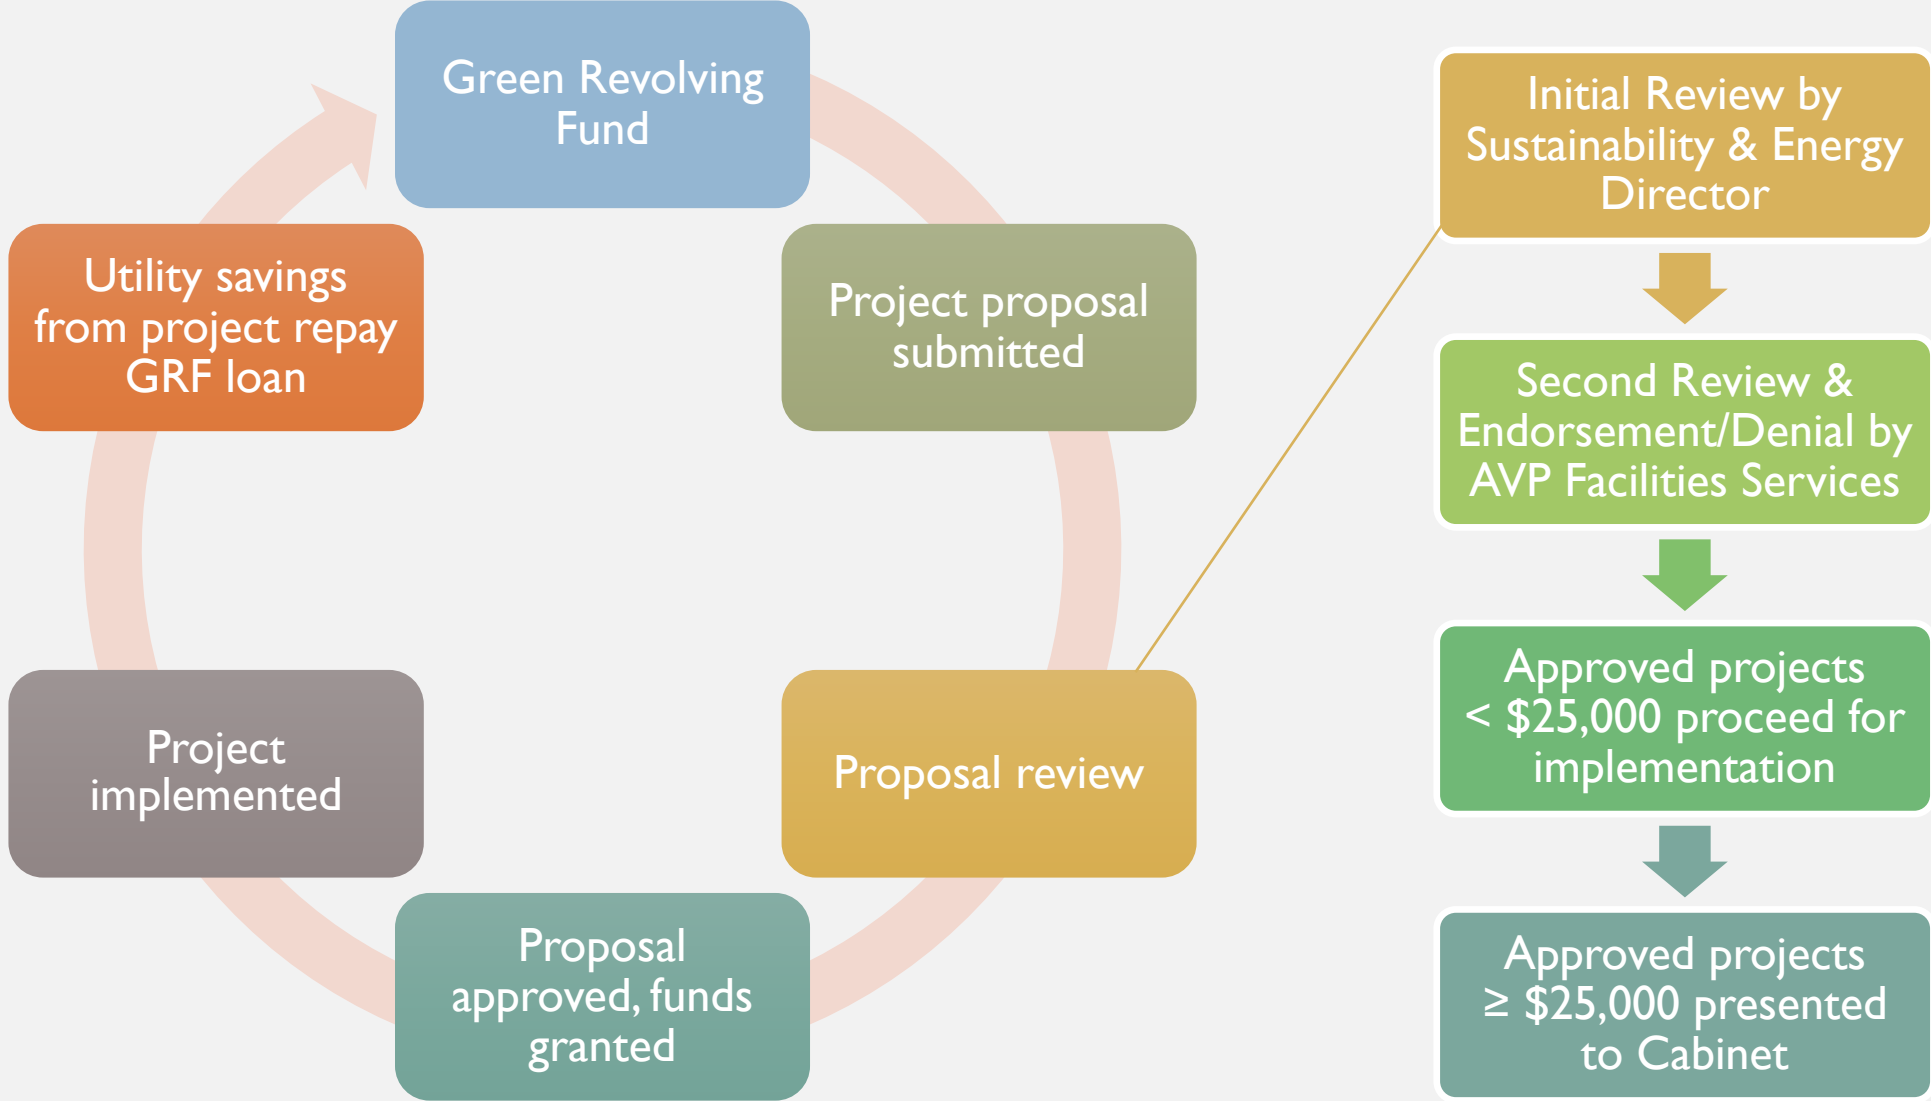 Green Revolving
Fund
Project proposal
submitted
Proposal review
Proposal
approved, funds
granted
Project
implemented
Utility savings
from project repay
GRF loan
Initial Review by
Sustainability & Energy
Director
Second Review &
Endorsement/Denial by
AVP Facilities Services
Approved projects
< $25,000 proceed for
implementation
Approved projects
≥ $25,000 presented
to Cabinet